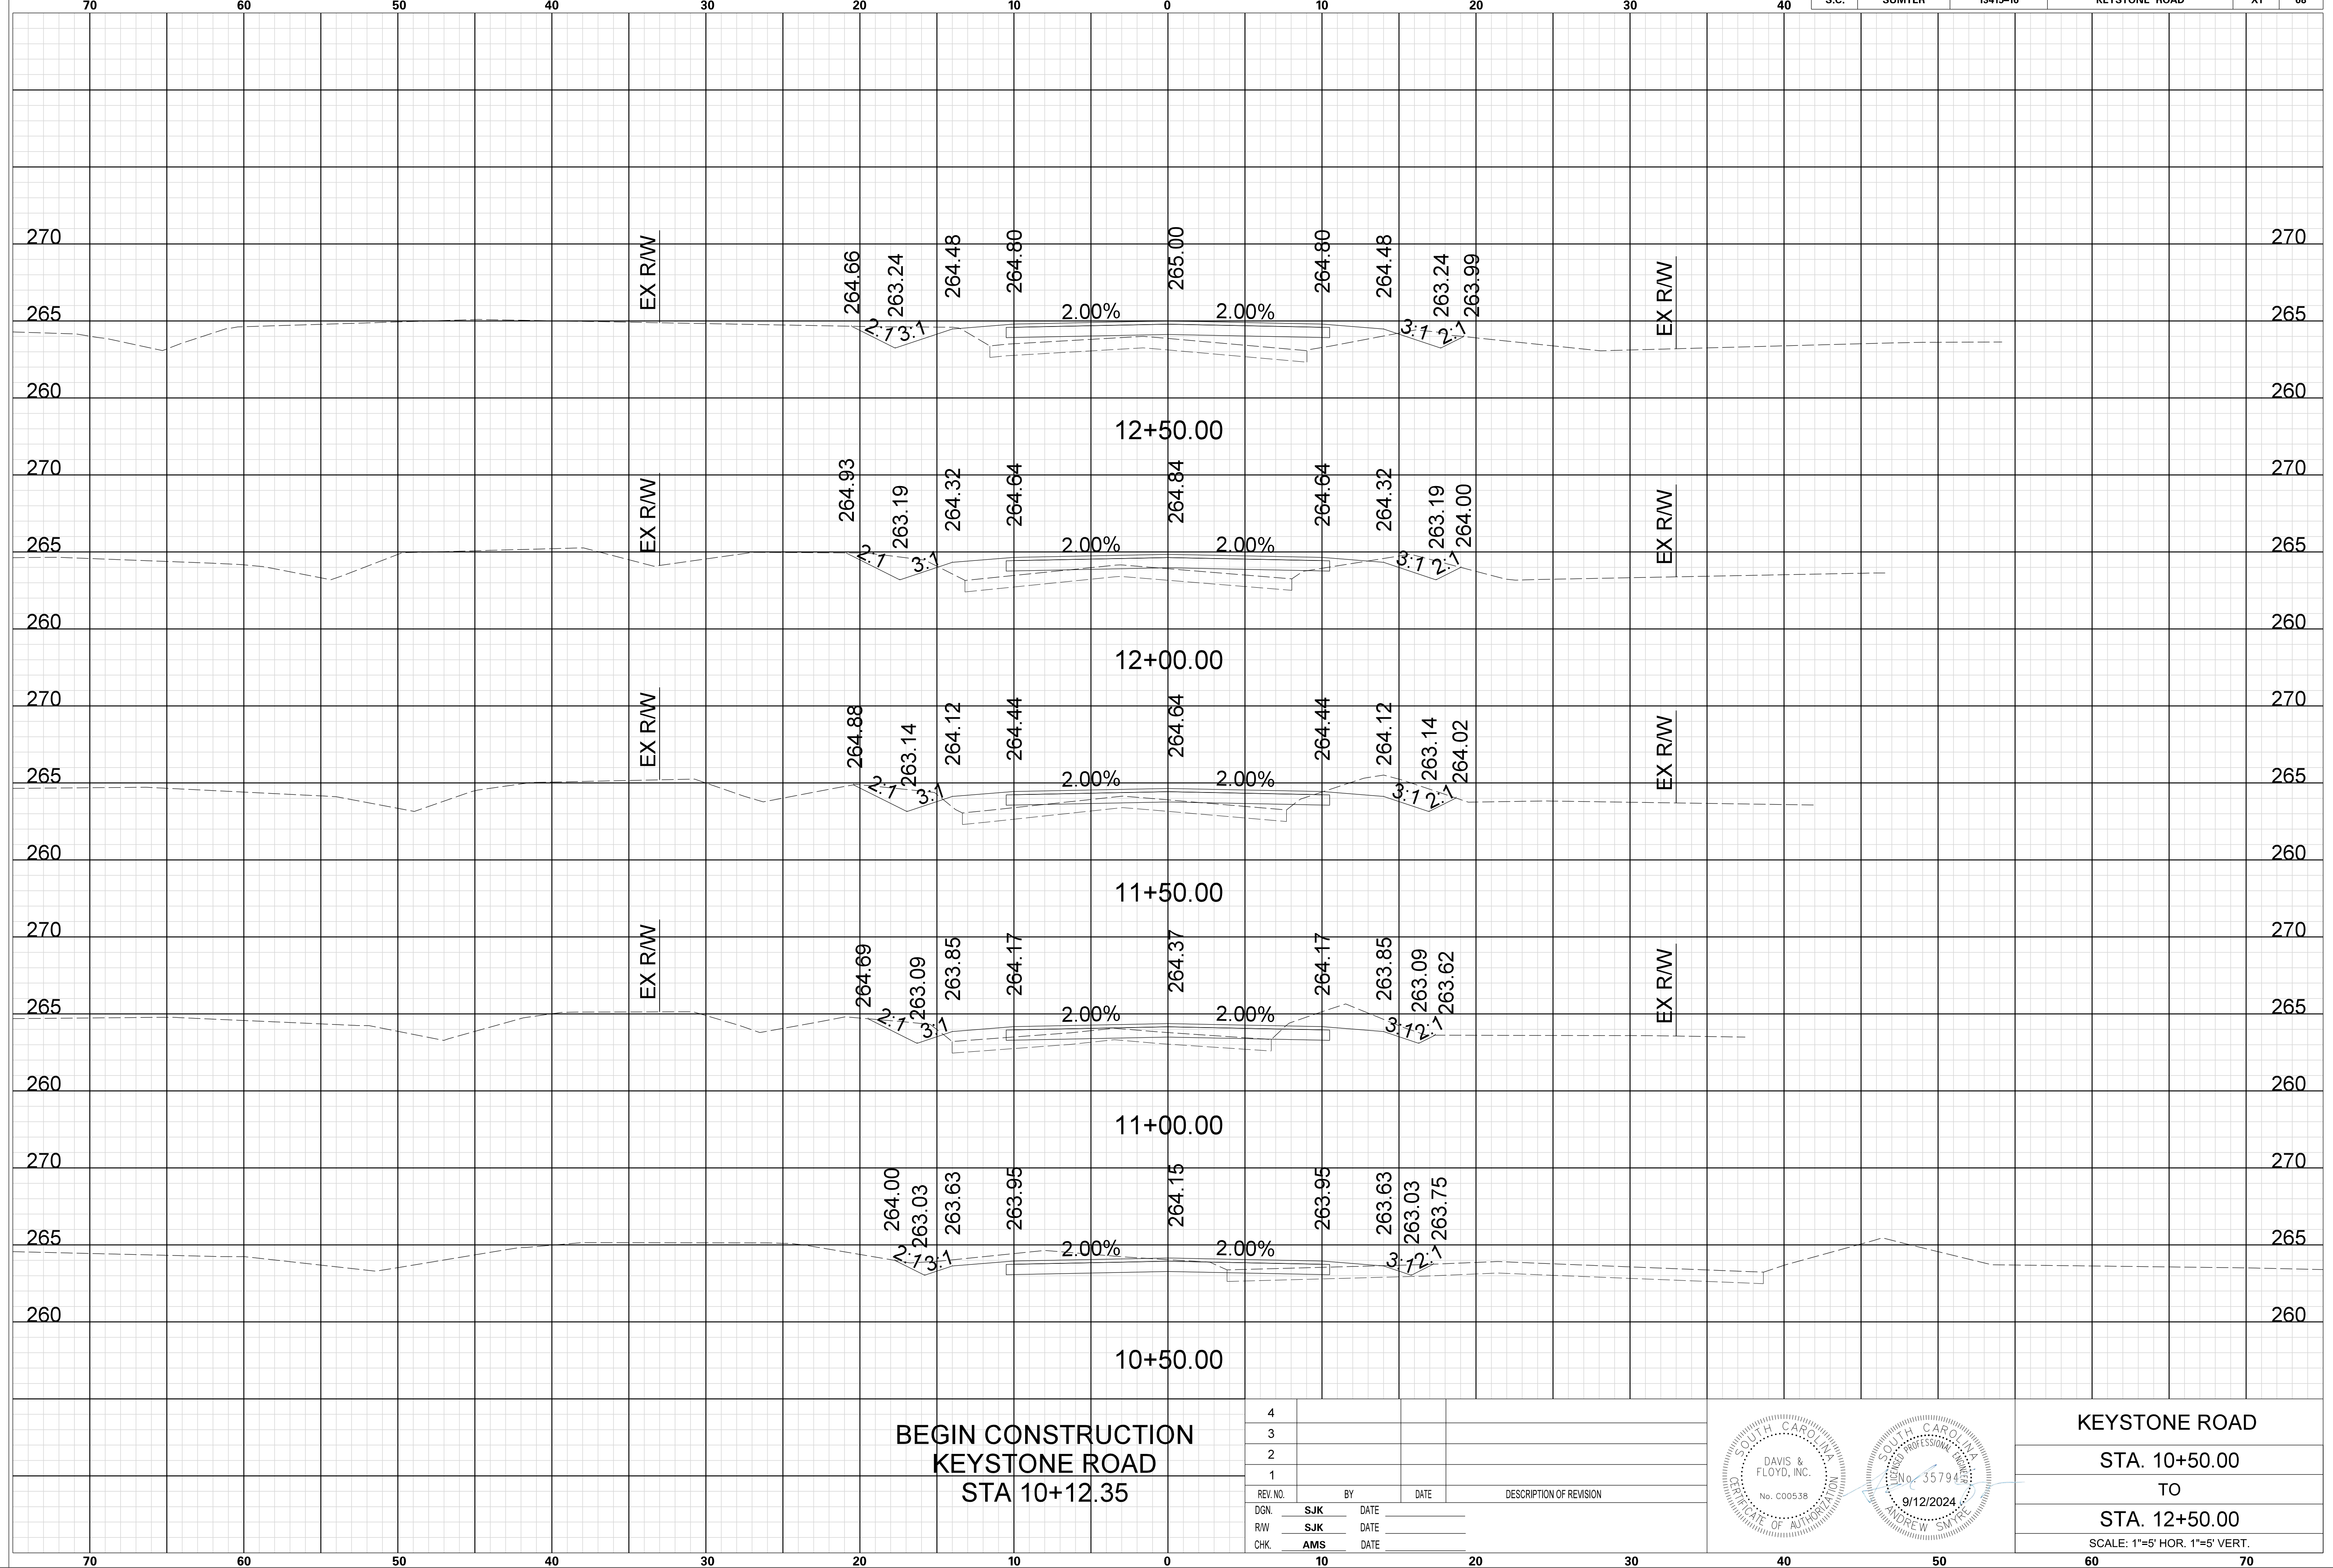 70 60 50 40 30 20 10 0 10 20 30 40
S.C. SUMTER KEYSTONE ROAD X1 68
270 EX R/W 264.66 263.24 264.48 264.80 265.00 264.80 264.48 263.24 263.99 EX R/W 270
265 2:1 3:1 2.00% 2.00% 3:1 2:1 265
260 260
12+50.00
270 EX R/W 264.93 263.19 264.32 264.64 264.84 264.64 264.32 263.19 264.00 EX R/W 270
265 2:1 3:1 2.00% 2.00% 3:1 2:1 265
260 260
12+00.00
270 EX R/W 264.88 263.14 264.12 264.44 264.64 264.44 264.12 263.14 264.02 EX R/W 270
265 2:1 3:1 2.00% 2.00% 3:1 2:1 265
260 260
11+50.00
270 EX R/W 264.69 263.09 263.85 264.17 264.37 264.17 263.85 263.09 263.62 EX R/W 270
265 2:1 3:1 2.00% 2.00% 3:1 2:1 265
260 260
11+00.00
270 264.00 263.03 263.63 263.95 264.15 263.95 263.63 263.03 263.75 270
265 2:1 3:1 2.00% 2.00% 3:1 2:1 265
260 260
10+50.00
BEGIN CONSTRUCTION
KEYSTONE ROAD
STA 10+12.35
4
3
2
1
REV. NO. BY DATE DESCRIPTION OF REVISION
DGN. SJK DATE
R/W SJK DATE
CHK. AMS DATE
SOUTH CAROLINA
DAVIS &
FLOYD, INC.
No. C00538
CERTIFICATE OF AUTHORIZATION
SOUTH CAROLINA
LICENSED PROFESSIONAL ENGINEER
No. 35794
9/12/2024
ANDREW SMYRE
KEYSTONE ROAD
STA. 10+50.00
TO
STA. 12+50.00
SCALE: 1"=5' HOR. 1"=5' VERT.
70 60 50 40 30 20 10 0 10 20 30 40 50 60 70